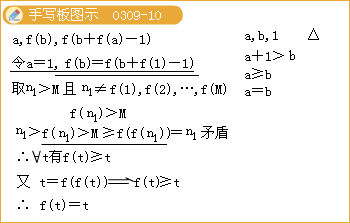 手写板图示 0309-10
a,f(b),f(b+f(a)-1)
令a=1, f(b)=f(b+f(1)-1)
取n₁>M 且 n₁≠f(1),f(2),…,f(M)
f(n₁)>M
n₁>f(n₁)>M≥f(f(n₁))=n₁ 矛盾
∴∀t有f(t)≥t
又 t=f(f(t))⟹f(t)≥t
∴ f(t)=t
a,b,1 △
a+1>b
a≥b
a=b